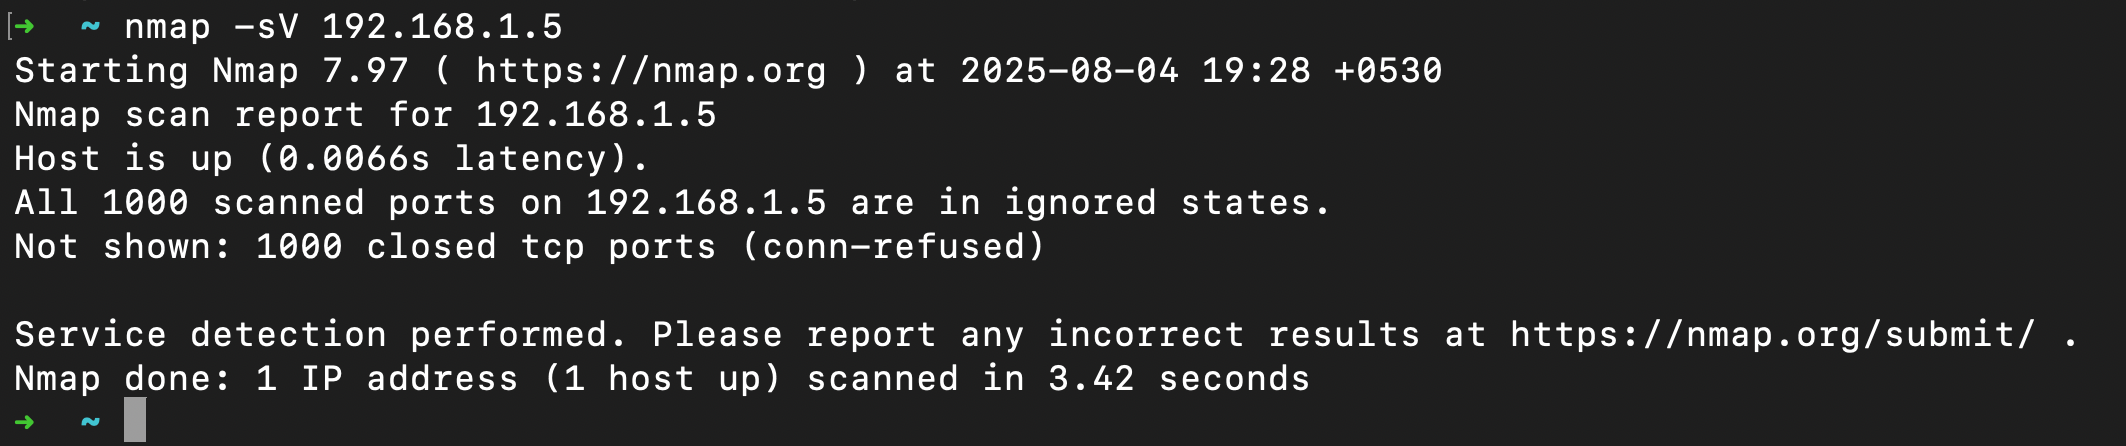 [➜  ~ nmap -sV 192.168.1.5
Starting Nmap 7.97 ( https://nmap.org ) at 2025-08-04 19:28 +0530
Nmap scan report for 192.168.1.5
Host is up (0.0066s latency).
All 1000 scanned ports on 192.168.1.5 are in ignored states.
Not shown: 1000 closed tcp ports (conn-refused)
Service detection performed. Please report any incorrect results at https://nmap.org/submit/ .
Nmap done: 1 IP address (1 host up) scanned in 3.42 seconds
➜  ~